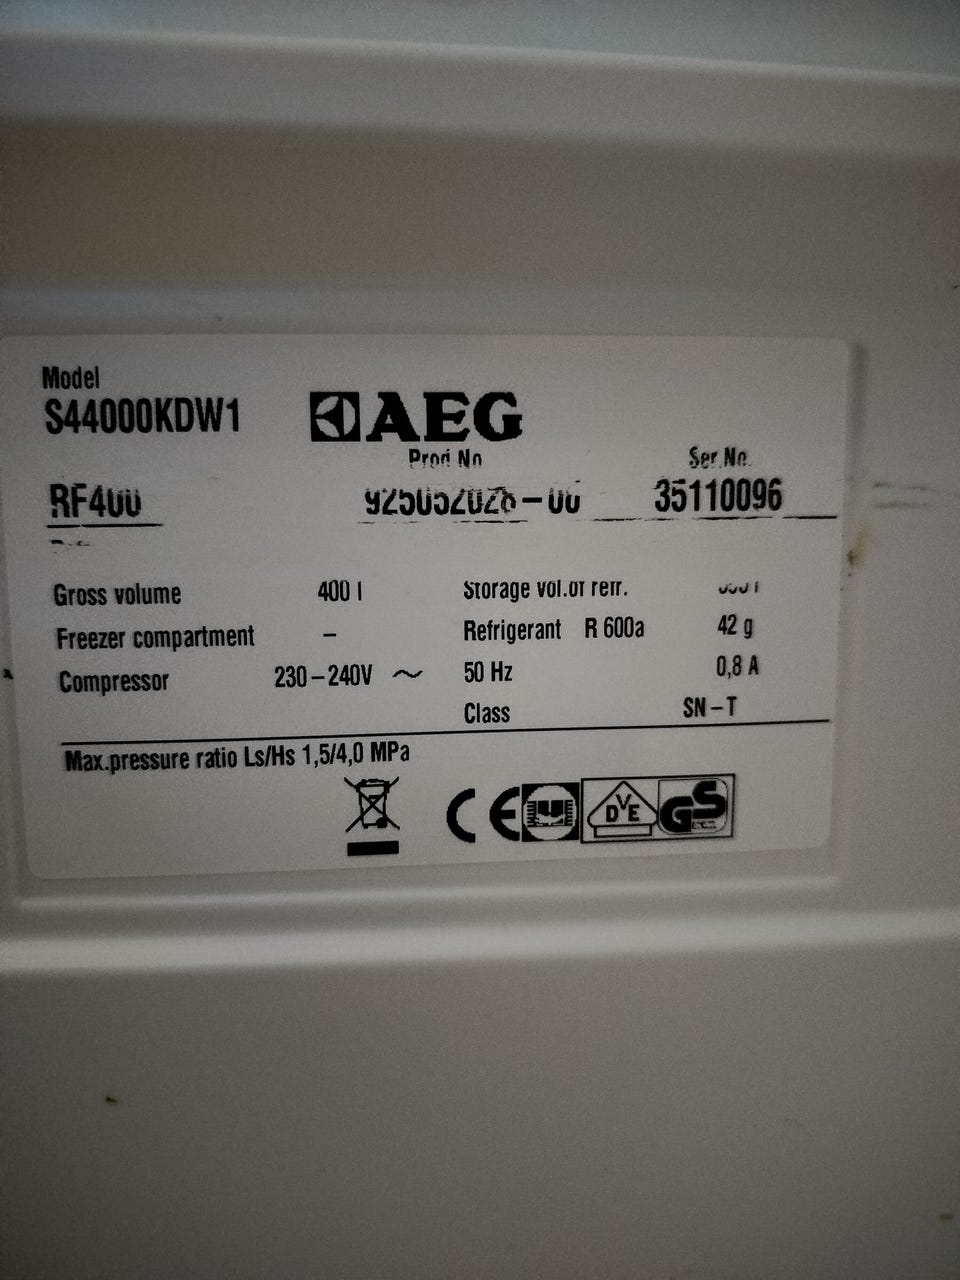 Model
S44000KDW1
AEG
Prod No
Ser.No.
RF400
35110096
Gross volume 400 l
Storage vol.of refr.
Freezer compartment –
Refrigerant R 600a 42 g
Compressor 230–240V ~ 50 Hz 0,8 A
Class SN–T
Max.pressure ratio Ls/Hs 1,5/4,0 MPa
CE
DVE
GS